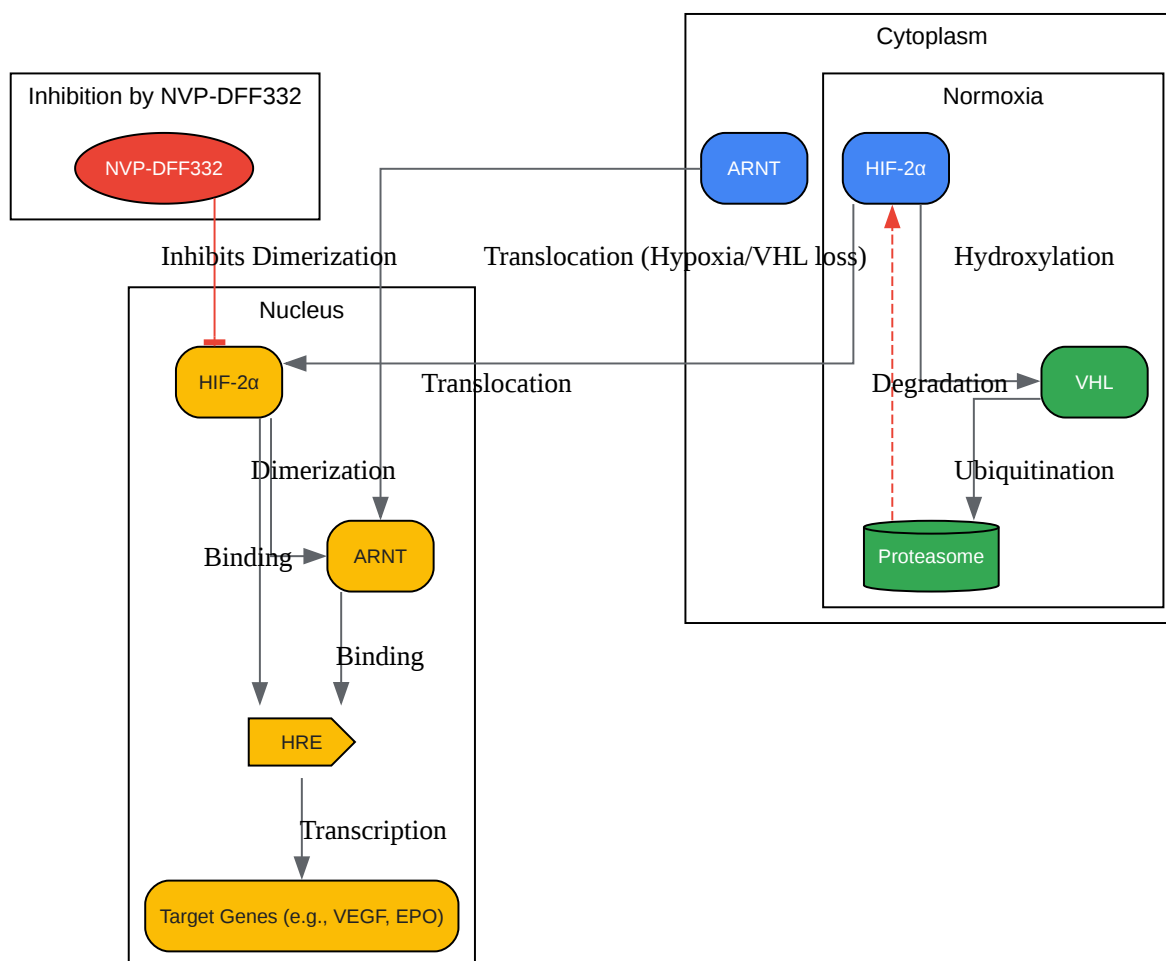 Cytoplasm
Inhibition by NVP-DFF332
Normoxia
NVP-DFF332
ARNT
HIF-2α
Inhibits Dimerization
Translocation (Hypoxia/VHL loss)
Hydroxylation
Nucleus
HIF-2α
Translocation
Degradation
VHL
Dimerization
Ubiquitination
Binding
ARNT
Proteasome
Binding
HRE
Transcription
Target Genes (e.g., VEGF, EPO)